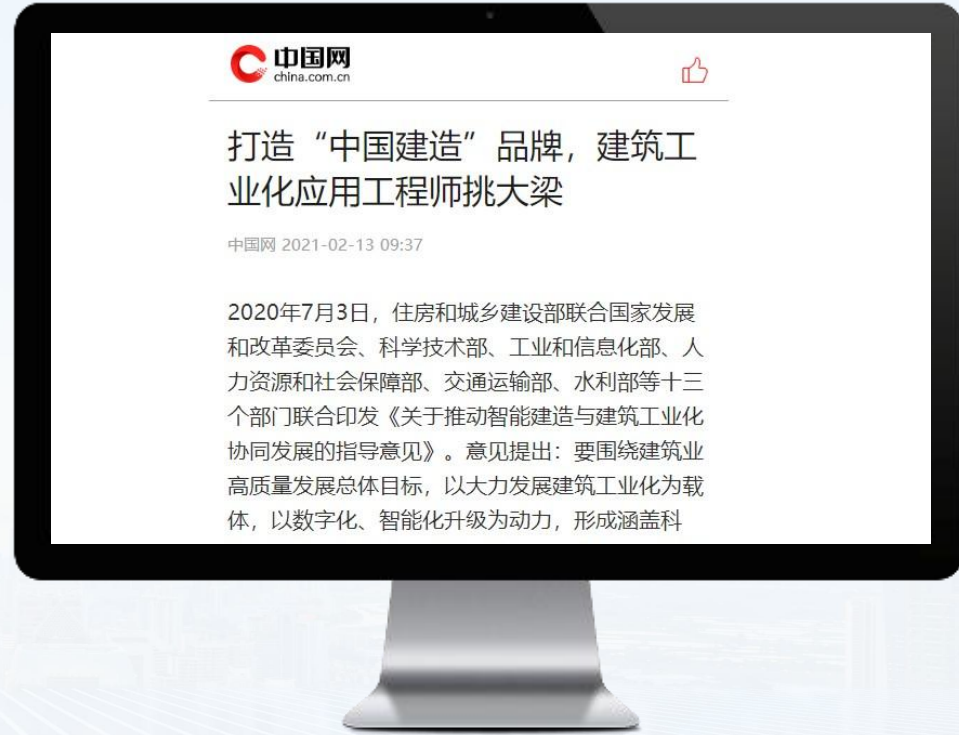 中国网
china.com.cn
打造“中国建造”品牌，建筑工
业化应用工程师挑大梁
中国网 2021-02-13 09:37
2020年7月3日，住房和城乡建设部联合国家发展
和改革委员会、科学技术部、工业和信息化部、人
力资源和社会保障部、交通运输部、水利部等十三
个部门联合印发《关于推动智能建造与建筑工业化
协同发展的指导意见》。意见提出：要围绕建筑业
高质量发展总体目标，以大力发展建筑工业化为载
体，以数字化、智能化升级为动力，形成涵盖科